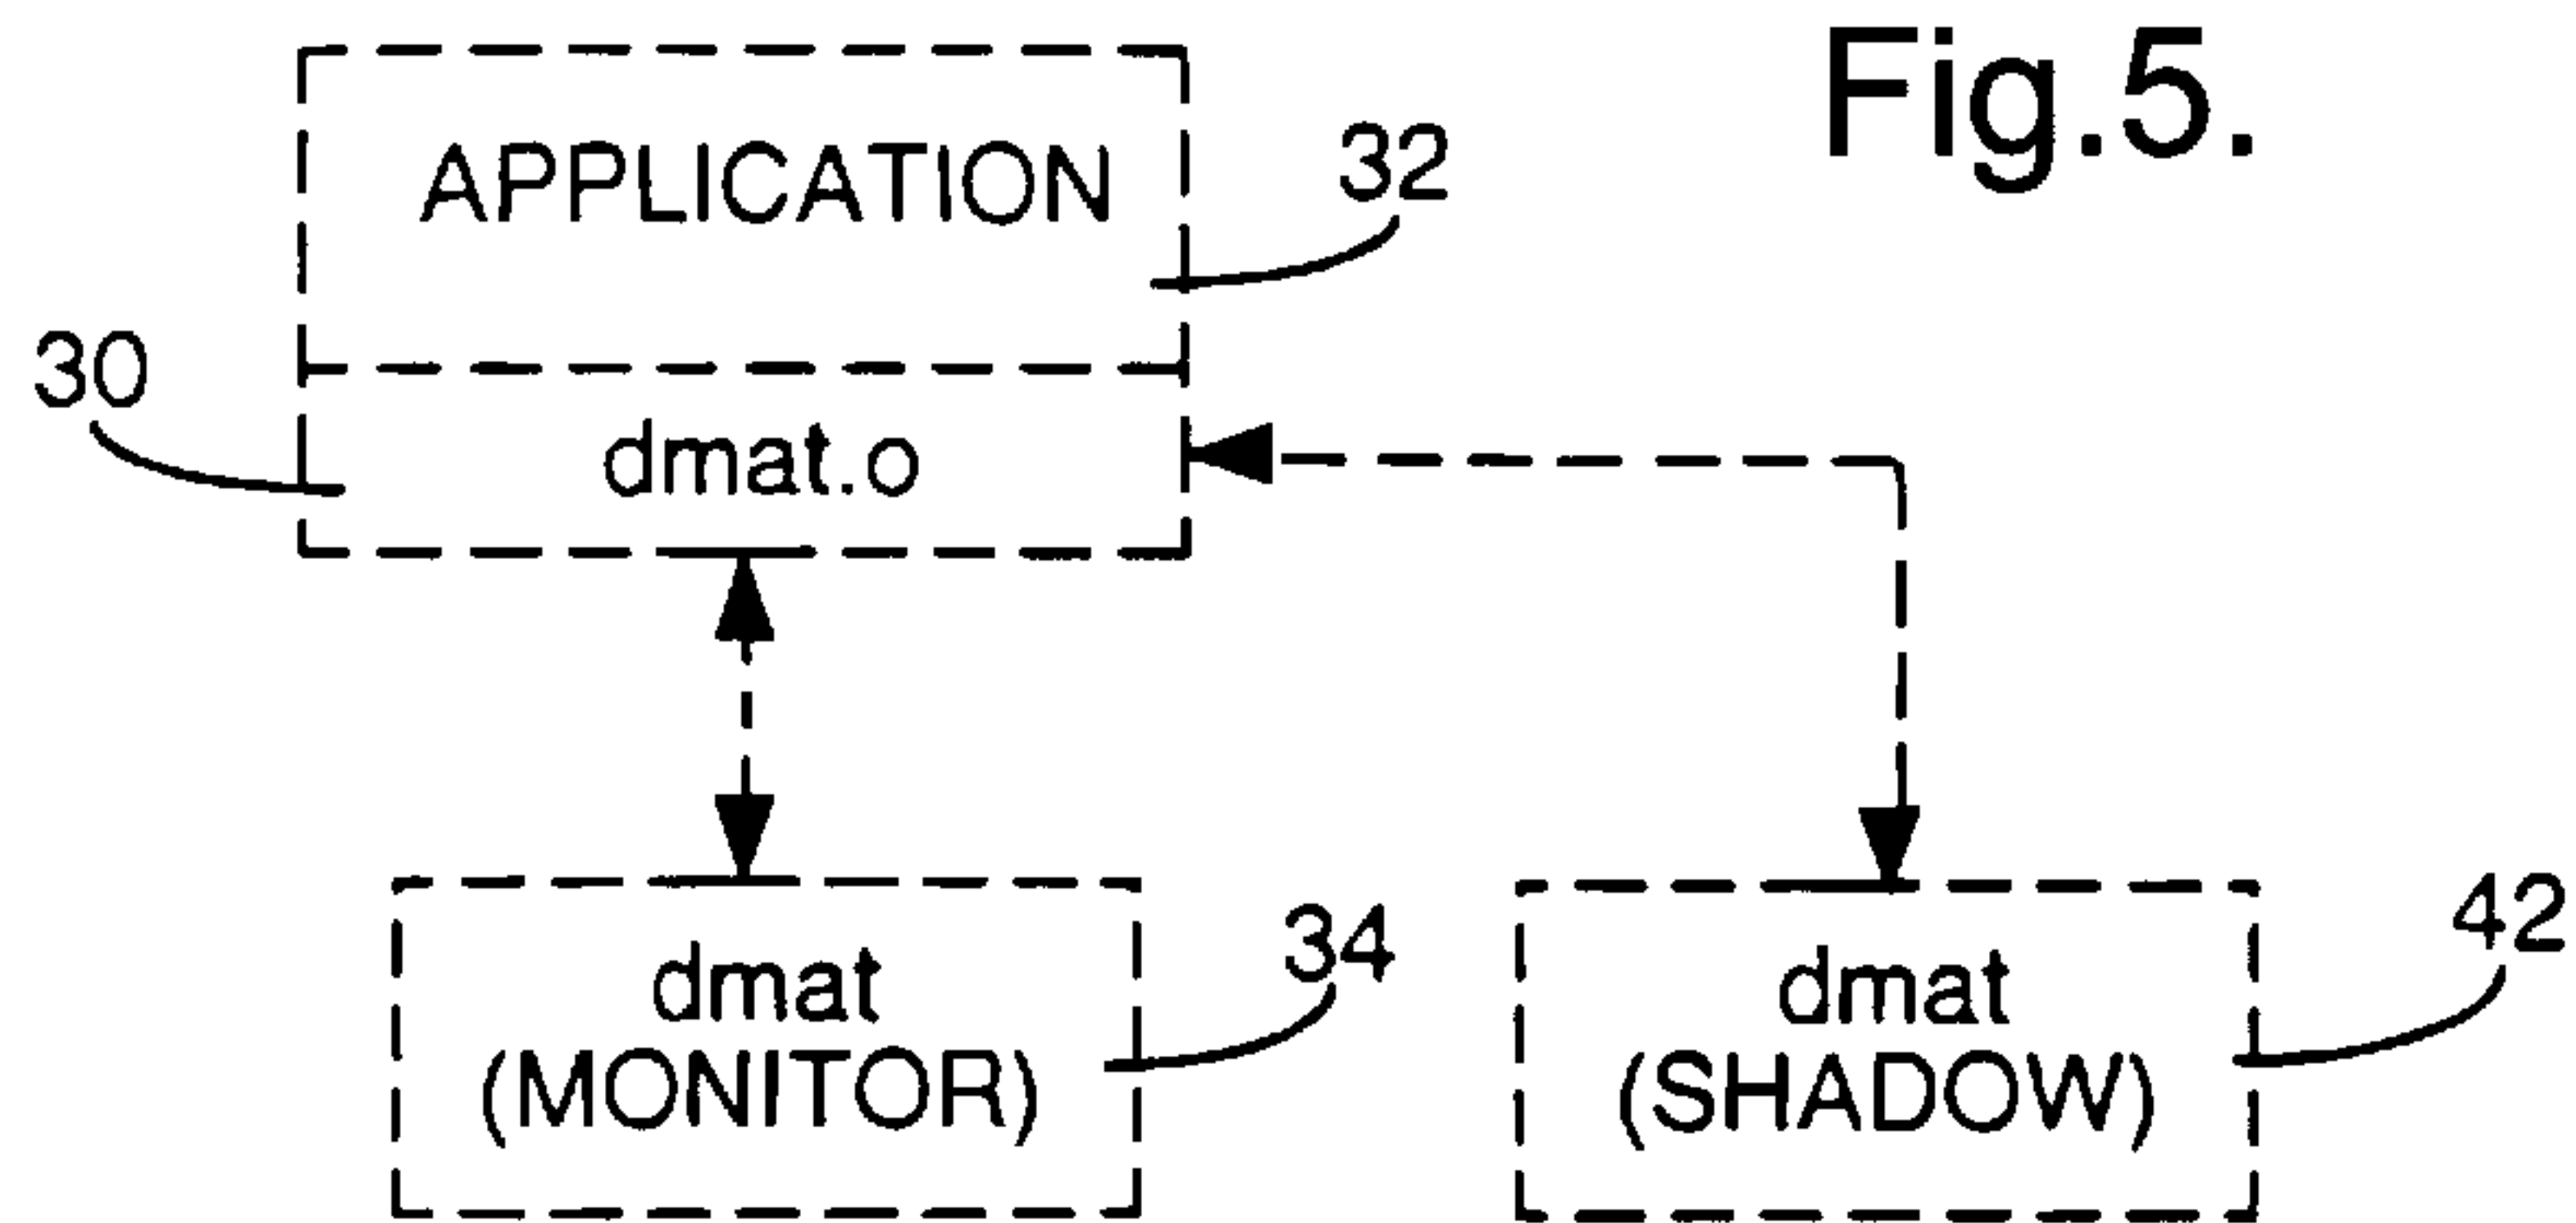 Fig.5.
APPLICATION
32
30
dmat.o
dmat
(MONITOR)
34
dmat
(SHADOW)
42